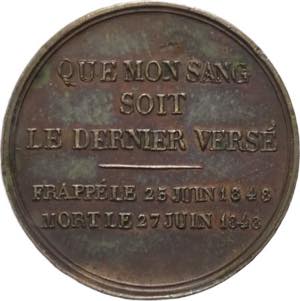 QUE MON SANG
SOIT
LE DERNIER VERSÉ
FRAPPÉ LE 25 JUIN 1848
MORT LE 27 JUIN 1848